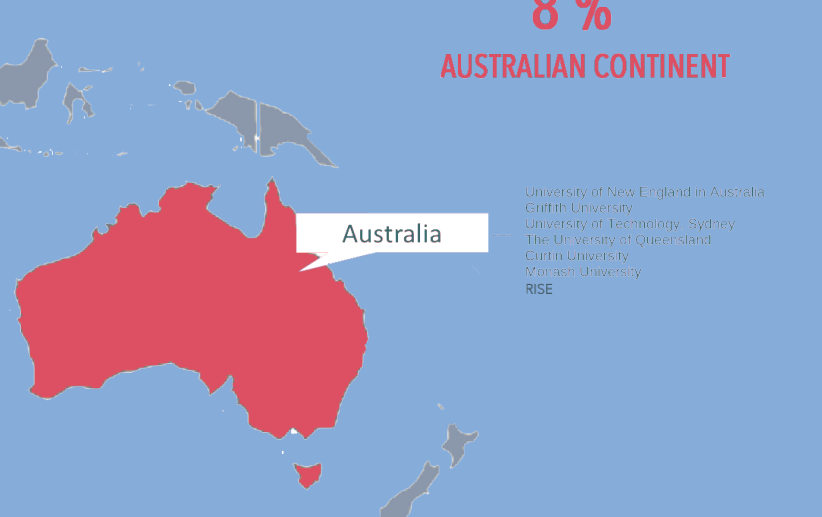 8 %
AUSTRALIAN CONTINENT
Australia
University of New England in Australia
Griffith University
University of Technology Sydney
The University of Queensland
Curtin University
Monash University
RISE